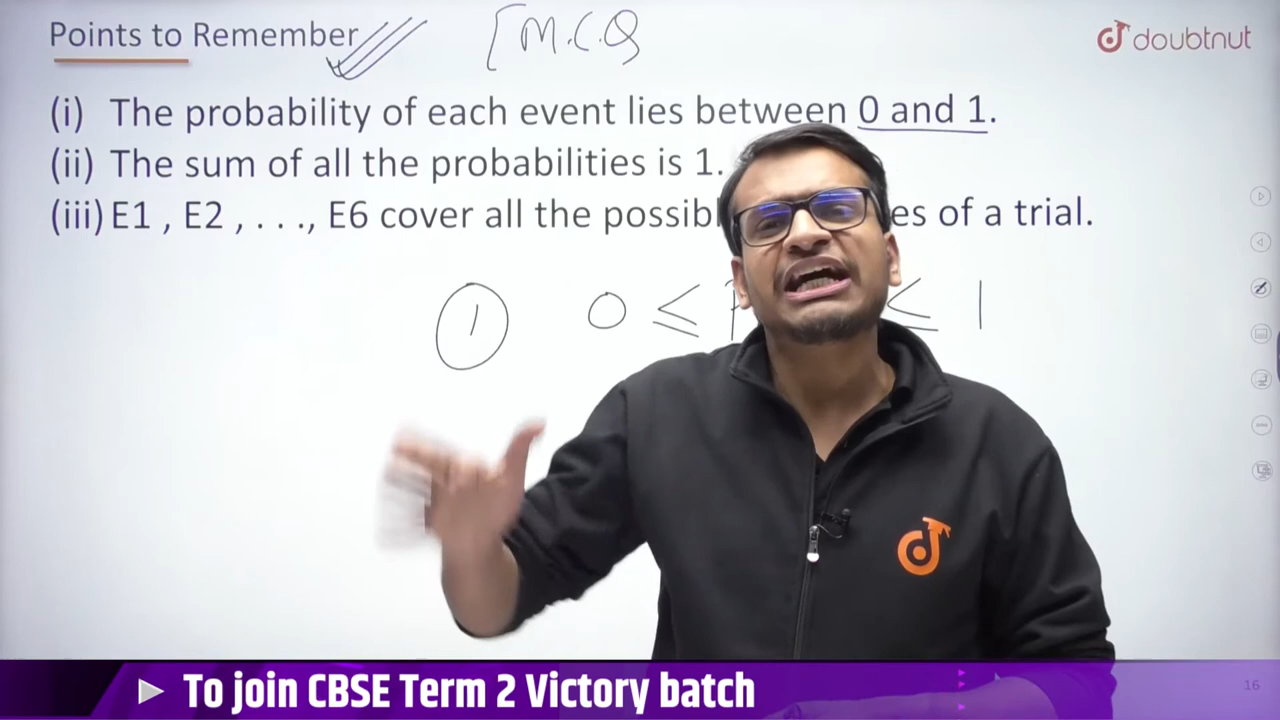 Points to Remember [M.C.Q
doubtnut
(i) The probability of each event lies between 0 and 1.
(ii) The sum of all the probabilities is 1.
(iii) E1 , E2 , . . ., E6 cover all the es of a trial.
1 0 ≤ ≤ 1
To join CBSE Term 2 Victory batch
16